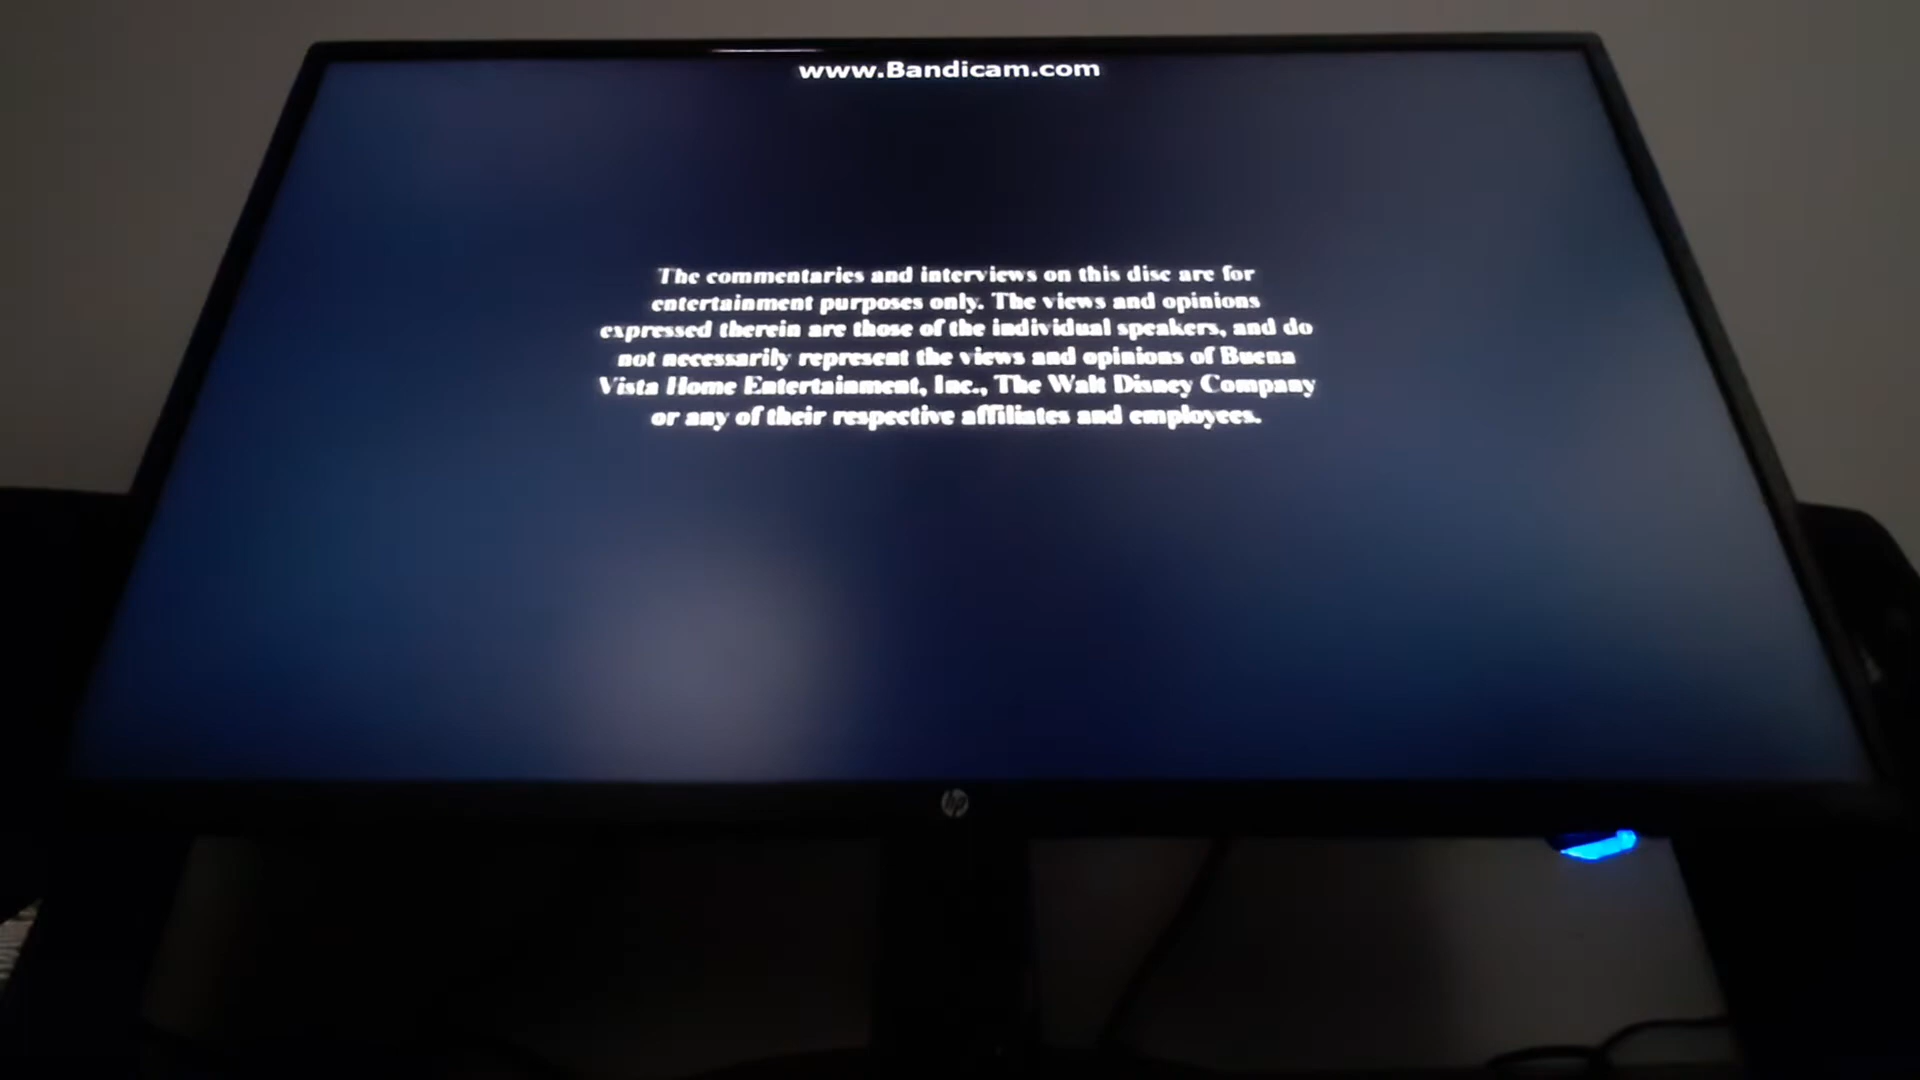 www.Bandicam.com
The commentaries and interviews on this disc are for
entertainment purposes only. The views and opinions
expressed therein are those of the individual speakers, and do
not necessarily represent the views and opinions of Buena
Vista Home Entertainment, Inc., The Walt Disney Company
or any of their respective affiliates and employees.
hp